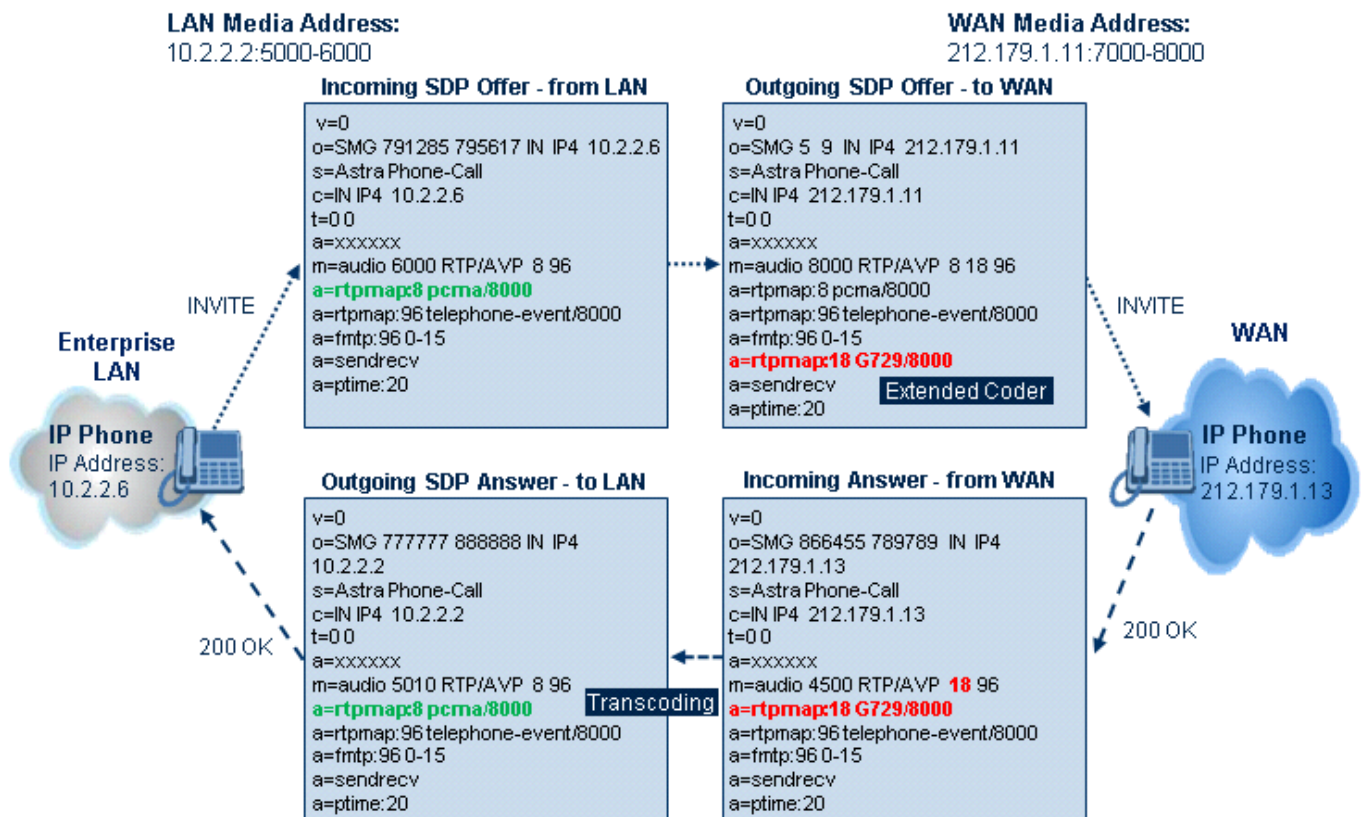 LAN Media Address:
10.2.2.2:5000-6000
WAN Media Address:
212.179.1.11:7000-8000
Incoming SDP Offer - from LAN
v=0
o=SMG 791285 795617 IN IP4 10.2.2.6
s=Astra Phone-Call
c=IN IP4 10.2.2.6
t=0 0
a=xxxxxx
m=audio 6000 RTP/AVP 8 96
a=rtpmap:8 pcma/8000
a=rtpmap:96 telephone-event/8000
a=fmtp:96 0-15
a=sendrecv
a=ptime:20
Outgoing SDP Offer - to WAN
v=0
o=SMG 5 9 IN IP4 212.179.1.11
s=Astra Phone-Call
c=IN IP4 212.179.1.11
t=0 0
a=xxxxxx
m=audio 8000 RTP/AVP 8 18 96
a=rtpmap:8 pcma/8000
a=rtpmap:96 telephone-event/8000
a=fmtp:96 0-15
a=rtpmap:18 G729/8000
a=sendrecv
Extended Coder
a=ptime:20
INVITE
INVITE
Enterprise
LAN
IP Phone
IP Address:
10.2.2.6
WAN
IP Phone
IP Address:
212.179.1.13
Outgoing SDP Answer - to LAN
v=0
o=SMG 777777 888888 IN IP4
10.2.2.2
s=Astra Phone-Call
c=IN IP4 10.2.2.2
t=0 0
a=xxxxxx
m=audio 5010 RTP/AVP 8 96
a=rtpmap:8 pcma/8000
a=rtpmap:96 telephone-event/8000
a=fmtp:96 0-15
a=sendrecv
a=ptime:20
Transcoding
Incoming Answer - from WAN
v=0
o=SMG 866455 789789 IN IP4
212.179.1.13
s=Astra Phone-Call
c=IN IP4 212.179.1.13
t=0 0
a=xxxxxx
m=audio 4500 RTP/AVP 18 96
a=rtpmap:18 G729/8000
a=rtpmap:96 telephone-event/8000
a=fmtp:96 0-15
a=sendrecv
a=ptime:20
200 OK
200 OK